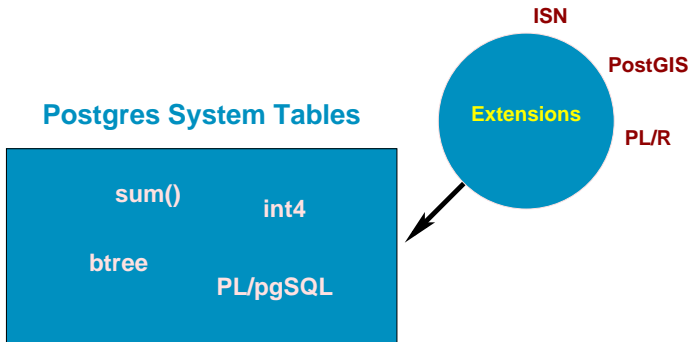 ISN
PostGIS
Extensions
PL/R
Postgres System Tables
sum()
int4
btree
PL/pgSQL